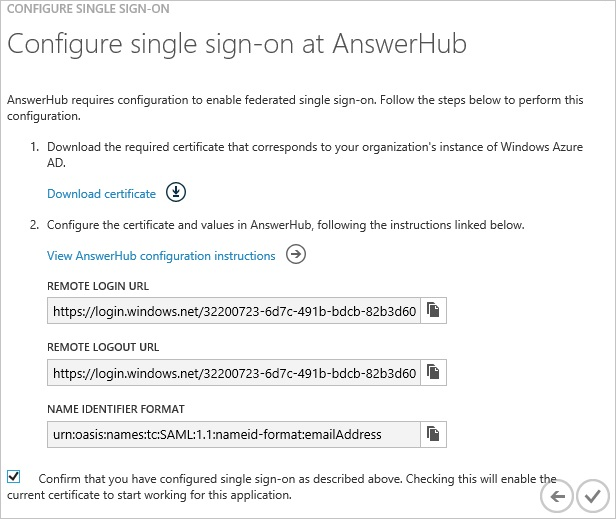 CONFIGURE SINGLE SIGN-ON
Configure single sign-on at AnswerHub
AnswerHub requires configuration to enable federated single sign-on. Follow the steps below to perform this
configuration.
1. Download the required certificate that corresponds to your organization's instance of Windows Azure
AD.
Download certificate
2. Configure the certificate and values in AnswerHub, following the instructions linked below.
View AnswerHub configuration instructions
REMOTE LOGIN URL
https://login.windows.net/32200723-6d7c-491b-bdcb-82b3d60
REMOTE LOGOUT URL
https://login.windows.net/32200723-6d7c-491b-bdcb-82b3d60
NAME IDENTIFIER FORMAT
urn:oasis:names:tc:SAML:1.1:nameid-format:emailAddress
Confirm that you have configured single sign-on as described above. Checking this will enable the
current certificate to start working for this application.